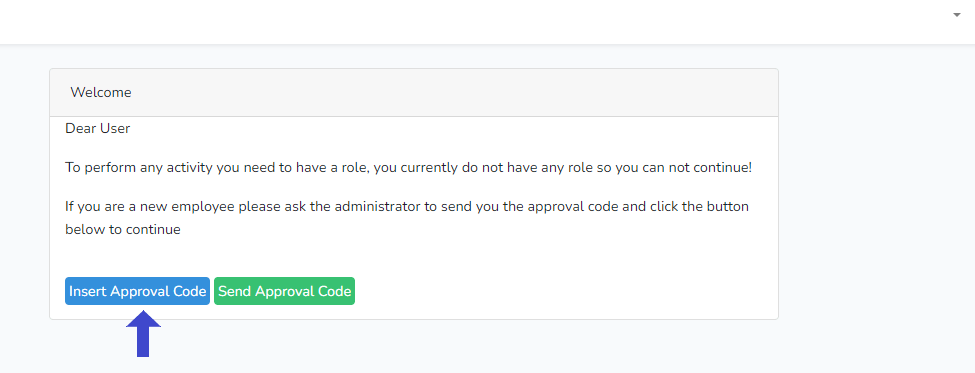 Welcome
Dear User
To perform any activity you need to have a role, you currently do not have any role so you can not continue!
If you are a new employee please ask the administrator to send you the approval code and click the button
below to continue
Insert Approval Code Send Approval Code